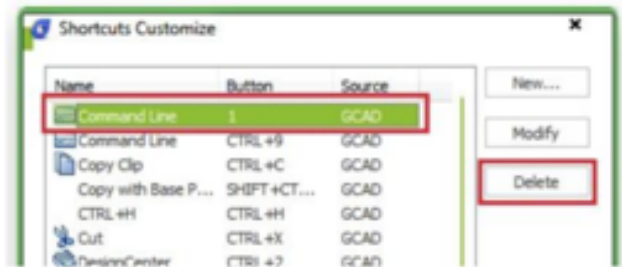 Shortcuts Customize
Name Button Source
New...
Command Line 1 GCAD
Command Line CTRL+9 GCAD
Modify
Copy Clip CTRL+C GCAD
Copy with Base P... SHIFT+CT... GCAD
Delete
CTRL+H CTRL+H GCAD
Cut CTRL+X GCAD
DesignCenter CTRL+2 GCAD